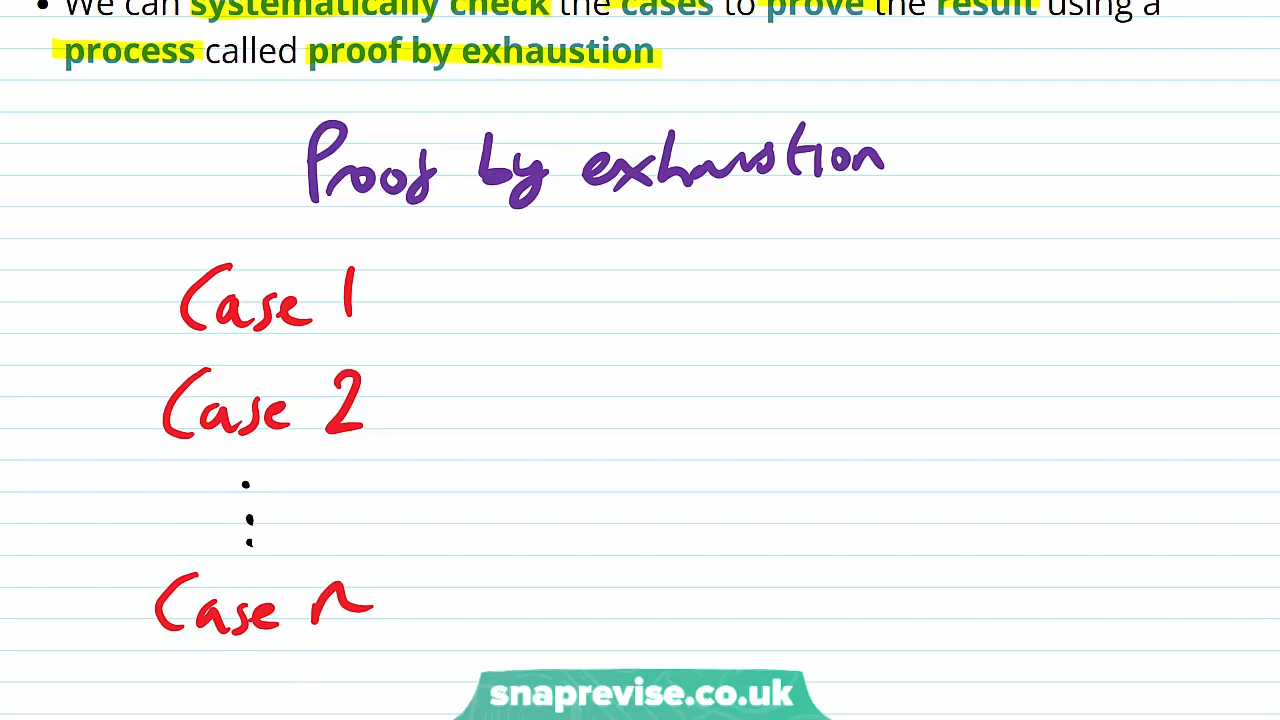 • We can systematically check the cases to prove the result using a
process called proof by exhaustion
Proof by exhaustion
Case 1
Case 2
⋮
Case n
snaprevise.co.uk